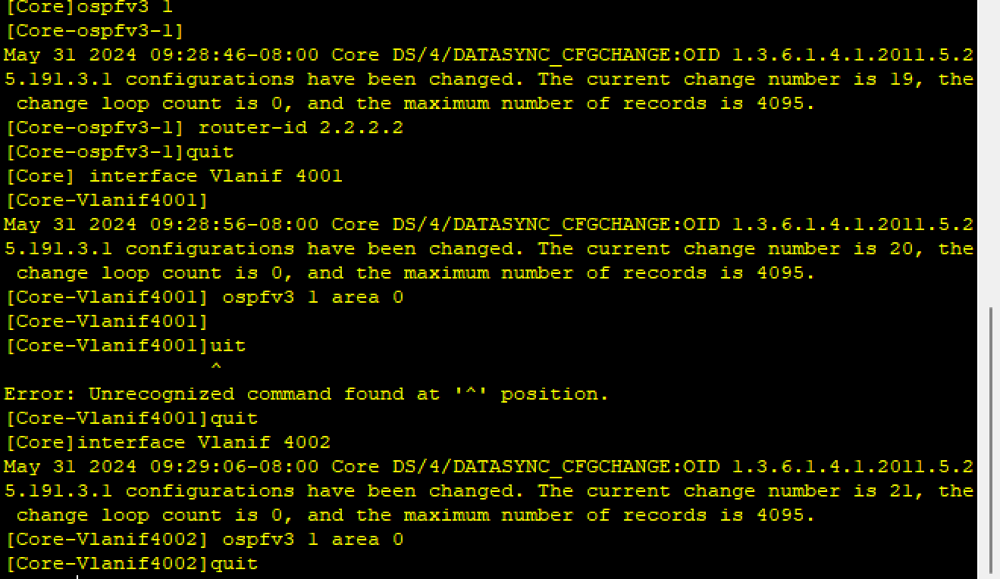 [Core]ospfv3 1
[Core-ospfv3-1]
May 31 2024 09:28:46-08:00 Core DS/4/DATASYNC_CFGCHANGE:OID 1.3.6.1.4.1.2011.5.2
5.191.3.1 configurations have been changed. The current change number is 19, the
 change loop count is 0, and the maximum number of records is 4095.
[Core-ospfv3-1] router-id 2.2.2.2
[Core-ospfv3-1]quit
[Core] interface Vlanif 4001
[Core-Vlanif4001]
May 31 2024 09:28:56-08:00 Core DS/4/DATASYNC_CFGCHANGE:OID 1.3.6.1.4.1.2011.5.2
5.191.3.1 configurations have been changed. The current change number is 20, the
 change loop count is 0, and the maximum number of records is 4095.
[Core-Vlanif4001] ospfv3 1 area 0
[Core-Vlanif4001]
[Core-Vlanif4001]uit
                 ^
Error: Unrecognized command found at '^' position.
[Core-Vlanif4001]quit
[Core]interface Vlanif 4002
May 31 2024 09:29:06-08:00 Core DS/4/DATASYNC_CFGCHANGE:OID 1.3.6.1.4.1.2011.5.2
5.191.3.1 configurations have been changed. The current change number is 21, the
 change loop count is 0, and the maximum number of records is 4095.
[Core-Vlanif4002] ospfv3 1 area 0
[Core-Vlanif4002]quit